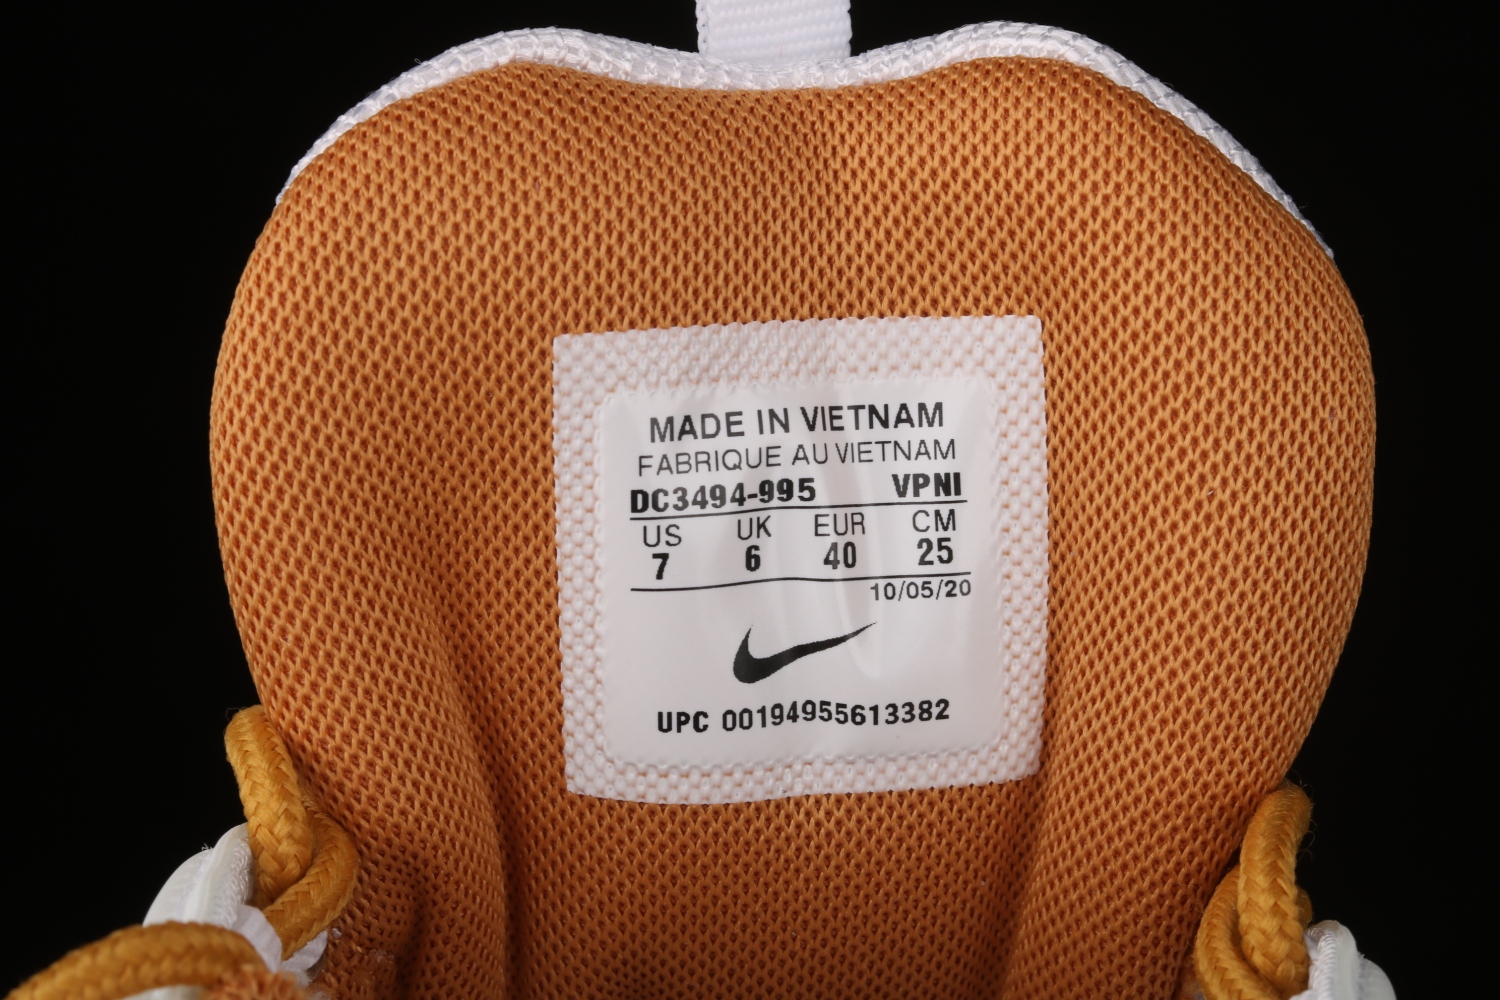 MADE IN VIETNAM
FABRIQUE AU VIETNAM
DC3494-995 VPNI
US UK EUR CM
7 6 40 25
10/05/20
UPC 00194955613382